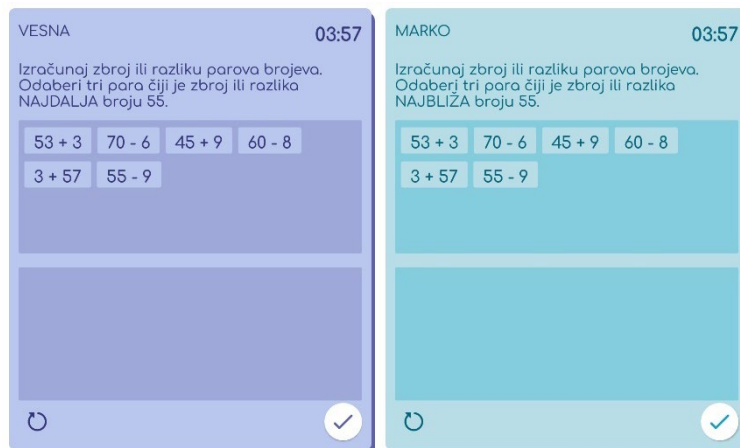 VESNA
03:57
Izračunaj zbroj ili razliku parova brojeva.
Odaberi tri para čiji je zbroj ili razlika
NAJDALJA broju 55.
53 + 3 70 - 6 45 + 9 60 - 8
3 + 57 55 - 9
MARKO
03:57
Izračunaj zbroj ili razliku parova brojeva.
Odaberi tri para čiji je zbroj ili razlika
NAJBLIŽA broju 55.
53 + 3 70 - 6 45 + 9 60 - 8
3 + 57 55 - 9